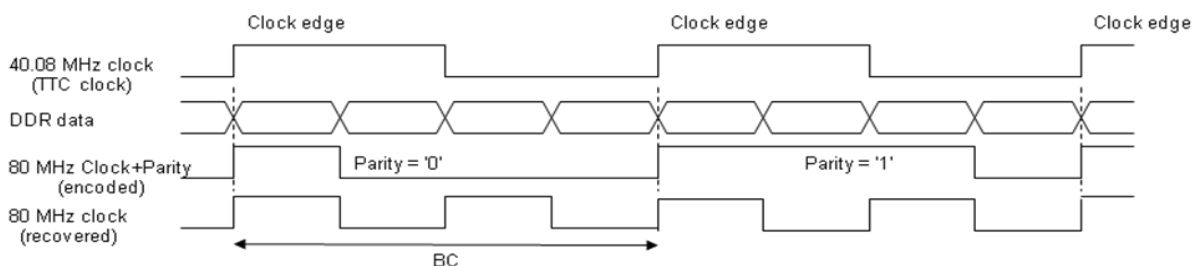 Clock edge
Clock edge
Clock edge
40.08 MHz clock
(TTC clock)
DDR data
80 MHz Clock+Parity
(encoded)
Parity = '0'
Parity = '1'
80 MHz clock
(recovered)
BC